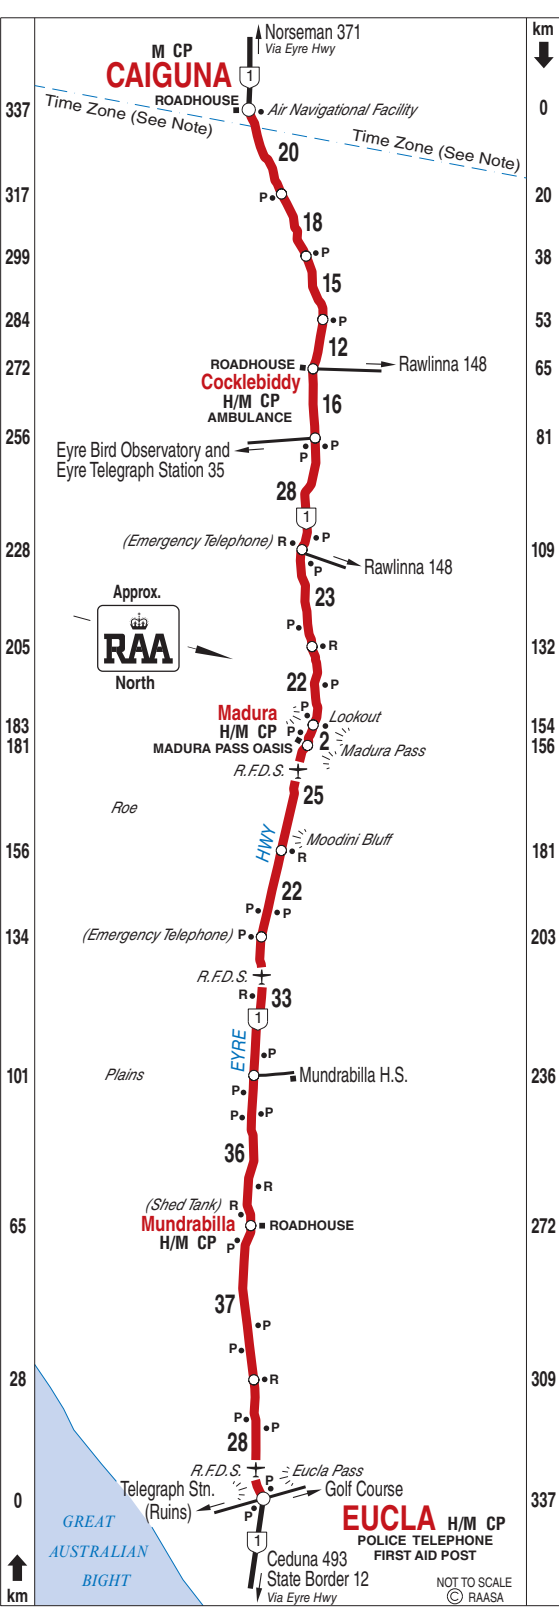 Norseman 371
Via Eyre Hwy
km
M CP
CAIGUNA
1
ROADHOUSE
Air Navigational Facility
337
0
Time Zone (See Note)
Time Zone (See Note)
20
317
P
20
18
299
P
38
15
284
P
53
12
272
ROADHOUSE
Rawlinna 148
65
Cocklebiddy
H/M CP
AMBULANCE
16
256
P
P
81
Eyre Bird Observatory and
Eyre Telegraph Station 35
28
1
(Emergency Telephone)
R
P
228
109
P
Rawlinna 148
23
Approx.
RAA
North
P
205
R
132
22
P
Madura
P
Lookout
183
H/M CP
P
154
181
MADURA PASS OASIS
2
Madura Pass
156
R.F.D.S.
25
Roe
HWY
Moodini Bluff
156
R
181
22
P
P
134
(Emergency Telephone)
P
203
R.F.D.S.
R
33
1
EYRE
P
101
Plains
Mundrabilla H.S.
236
P
P
P
36
R
(Shed Tank)
R
65
Mundrabilla
ROADHOUSE
272
H/M CP
P
37
P
P
28
R
309
P
P
28
R.F.D.S.
Eucla Pass
P
Telegraph Stn.
(Ruins)
Golf Course
0
P
337
EUCLA H/M CP
POLICE TELEPHONE
FIRST AID POST
GREAT
AUSTRALIAN
BIGHT
1
Ceduna 493
State Border 12
Via Eyre Hwy
km
NOT TO SCALE
© RAASA